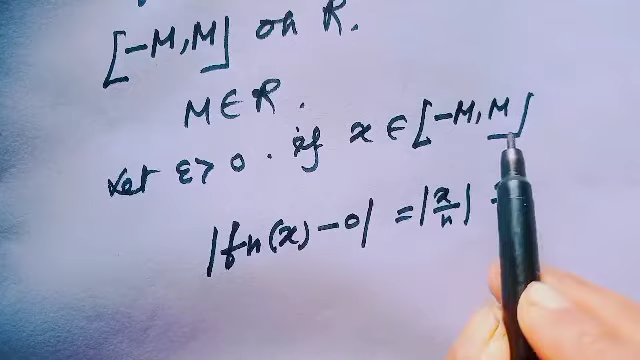 [-M, M] on R.
M ∈ R.
Let ε > 0. if x ∈ [-M, M]
|fn(x) - 0| = |x/n|